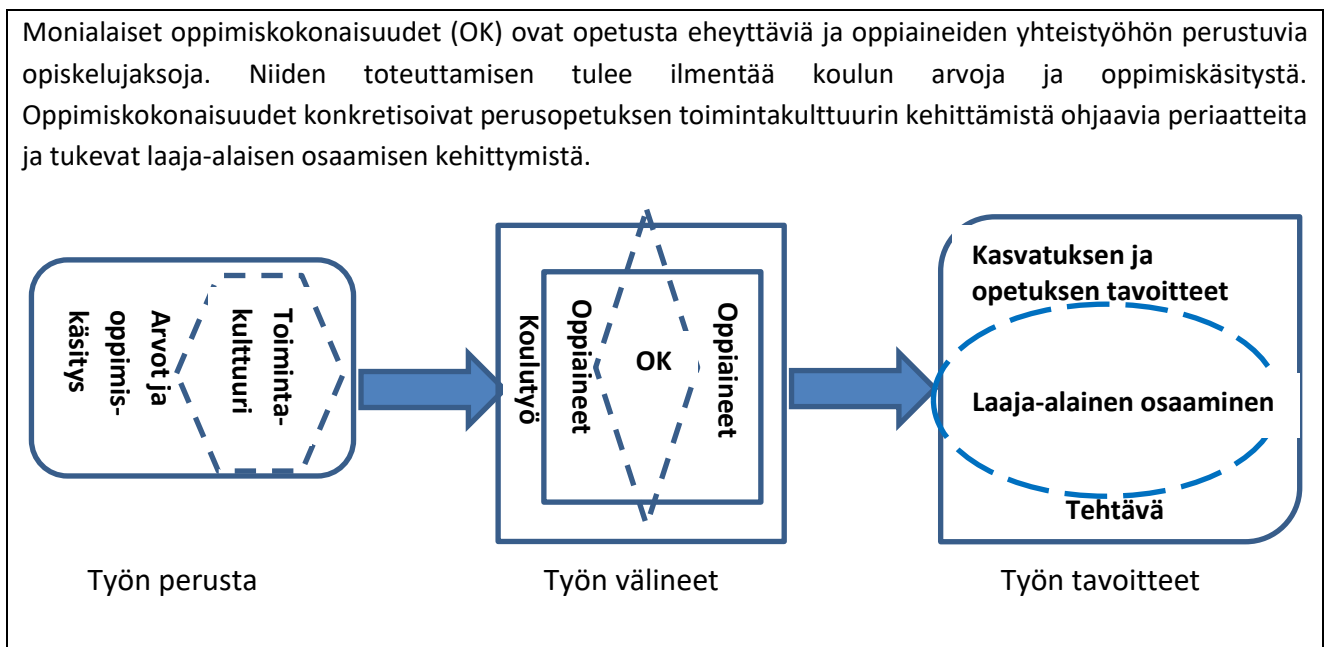 Monialaiset oppimiskokonaisuudet (OK) ovat opetusta eheyttäviä ja oppiaineiden yhteistyöhön perustuvia
opiskelujaksoja. Niiden toteuttamisen tulee ilmentää koulun arvoja ja oppimiskäsitystä.
Oppimiskokonaisuudet konkretisoivat perusopetuksen toimintakulttuurin kehittämistä ohjaavia periaatteita
ja tukevat laaja-alaisen osaamisen kehittymistä.
Arvot ja
oppimis-
käsitys
Toiminta-
kulttuuri
Koulutyö
Oppiaineet
OK
Oppiaineet
Kasvatuksen ja
opetuksen tavoitteet
Laaja-alainen osaaminen
Tehtävä
Työn perusta
Työn välineet
Työn tavoitteet